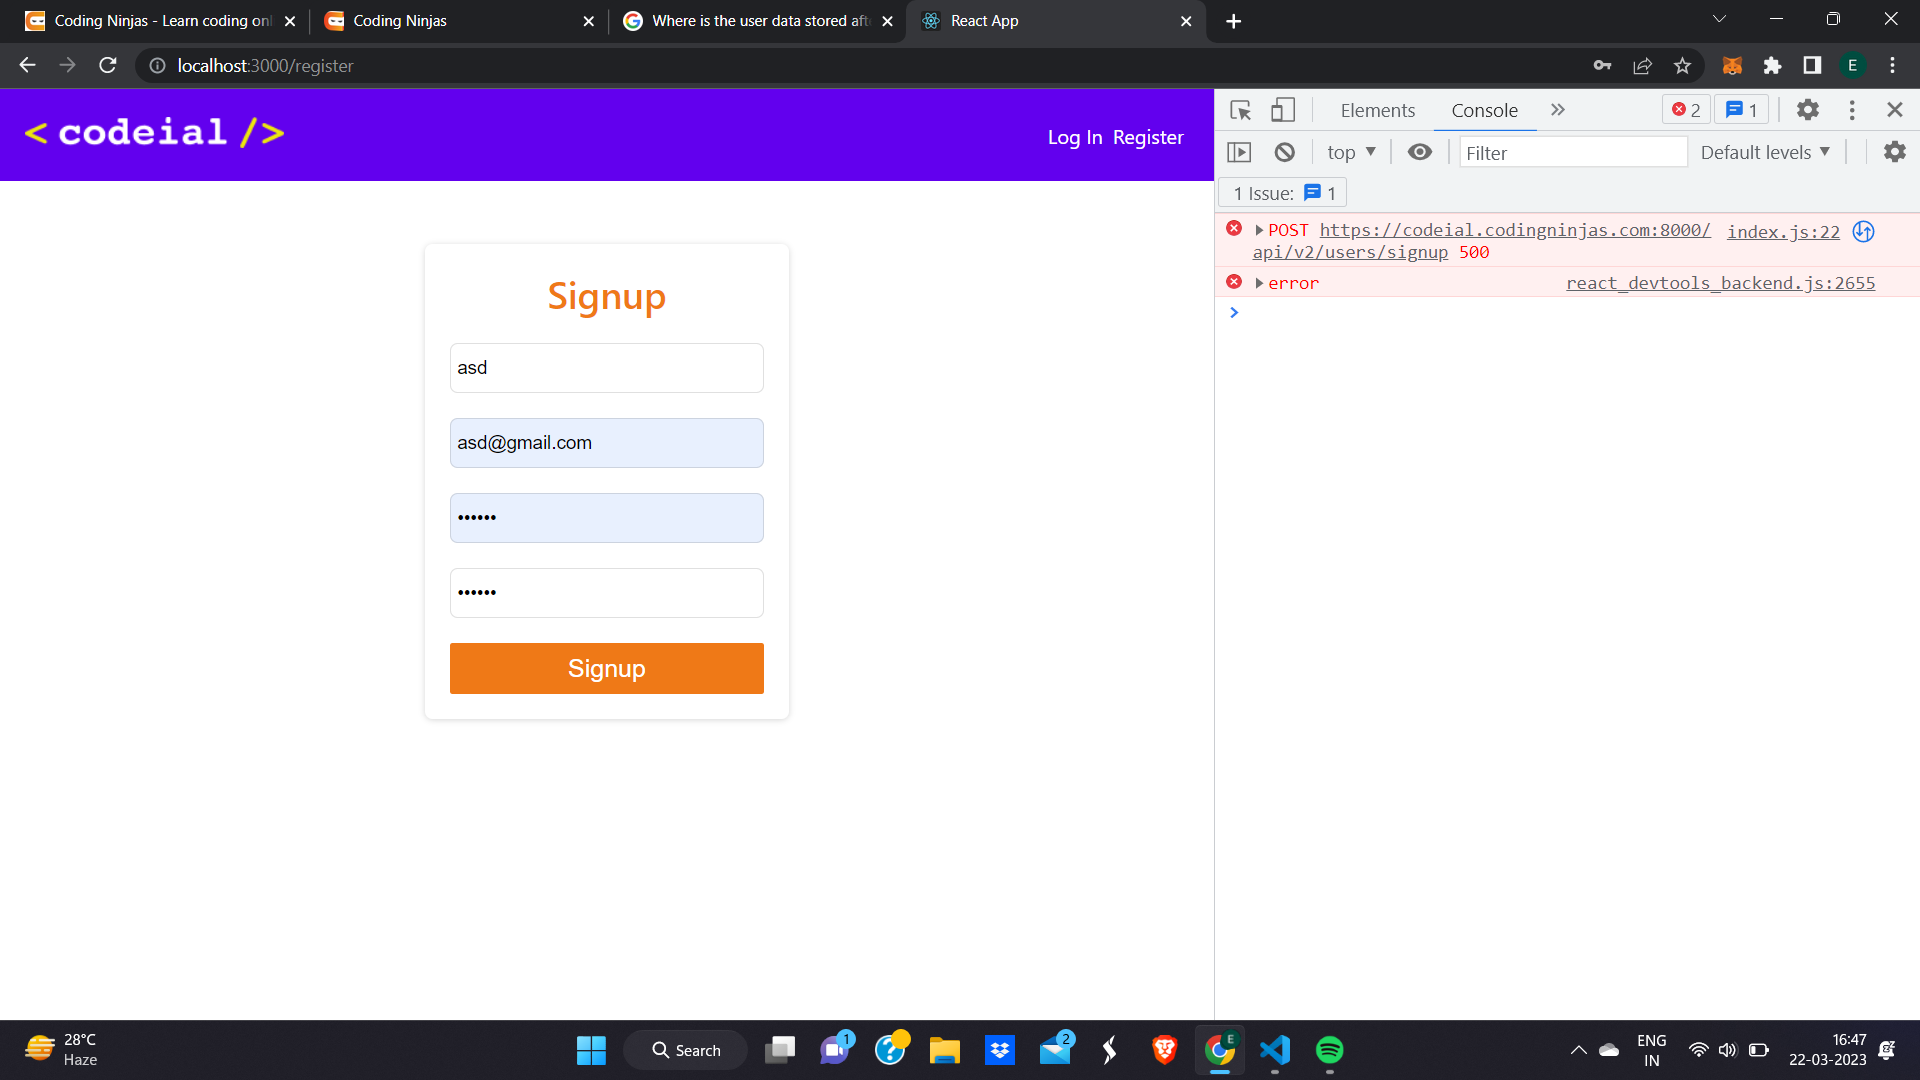 Coding Ninjas - Learn coding onl
Coding Ninjas
Where is the user data stored aft
React App
localhost:3000/register
E
< codeial />
Log In Register
Signup
asd
asd@gmail.com
••••••
••••••
Signup
Elements Console 2 1
top Filter Default levels
1 Issue: 1
POST https://codeial.codingninjas.com:8000/ index.js:22
api/v2/users/signup 500
error react_devtools_backend.js:2655
28°C
Haze
Search
1
2
E
ENG
IN
16:47
22-03-2023